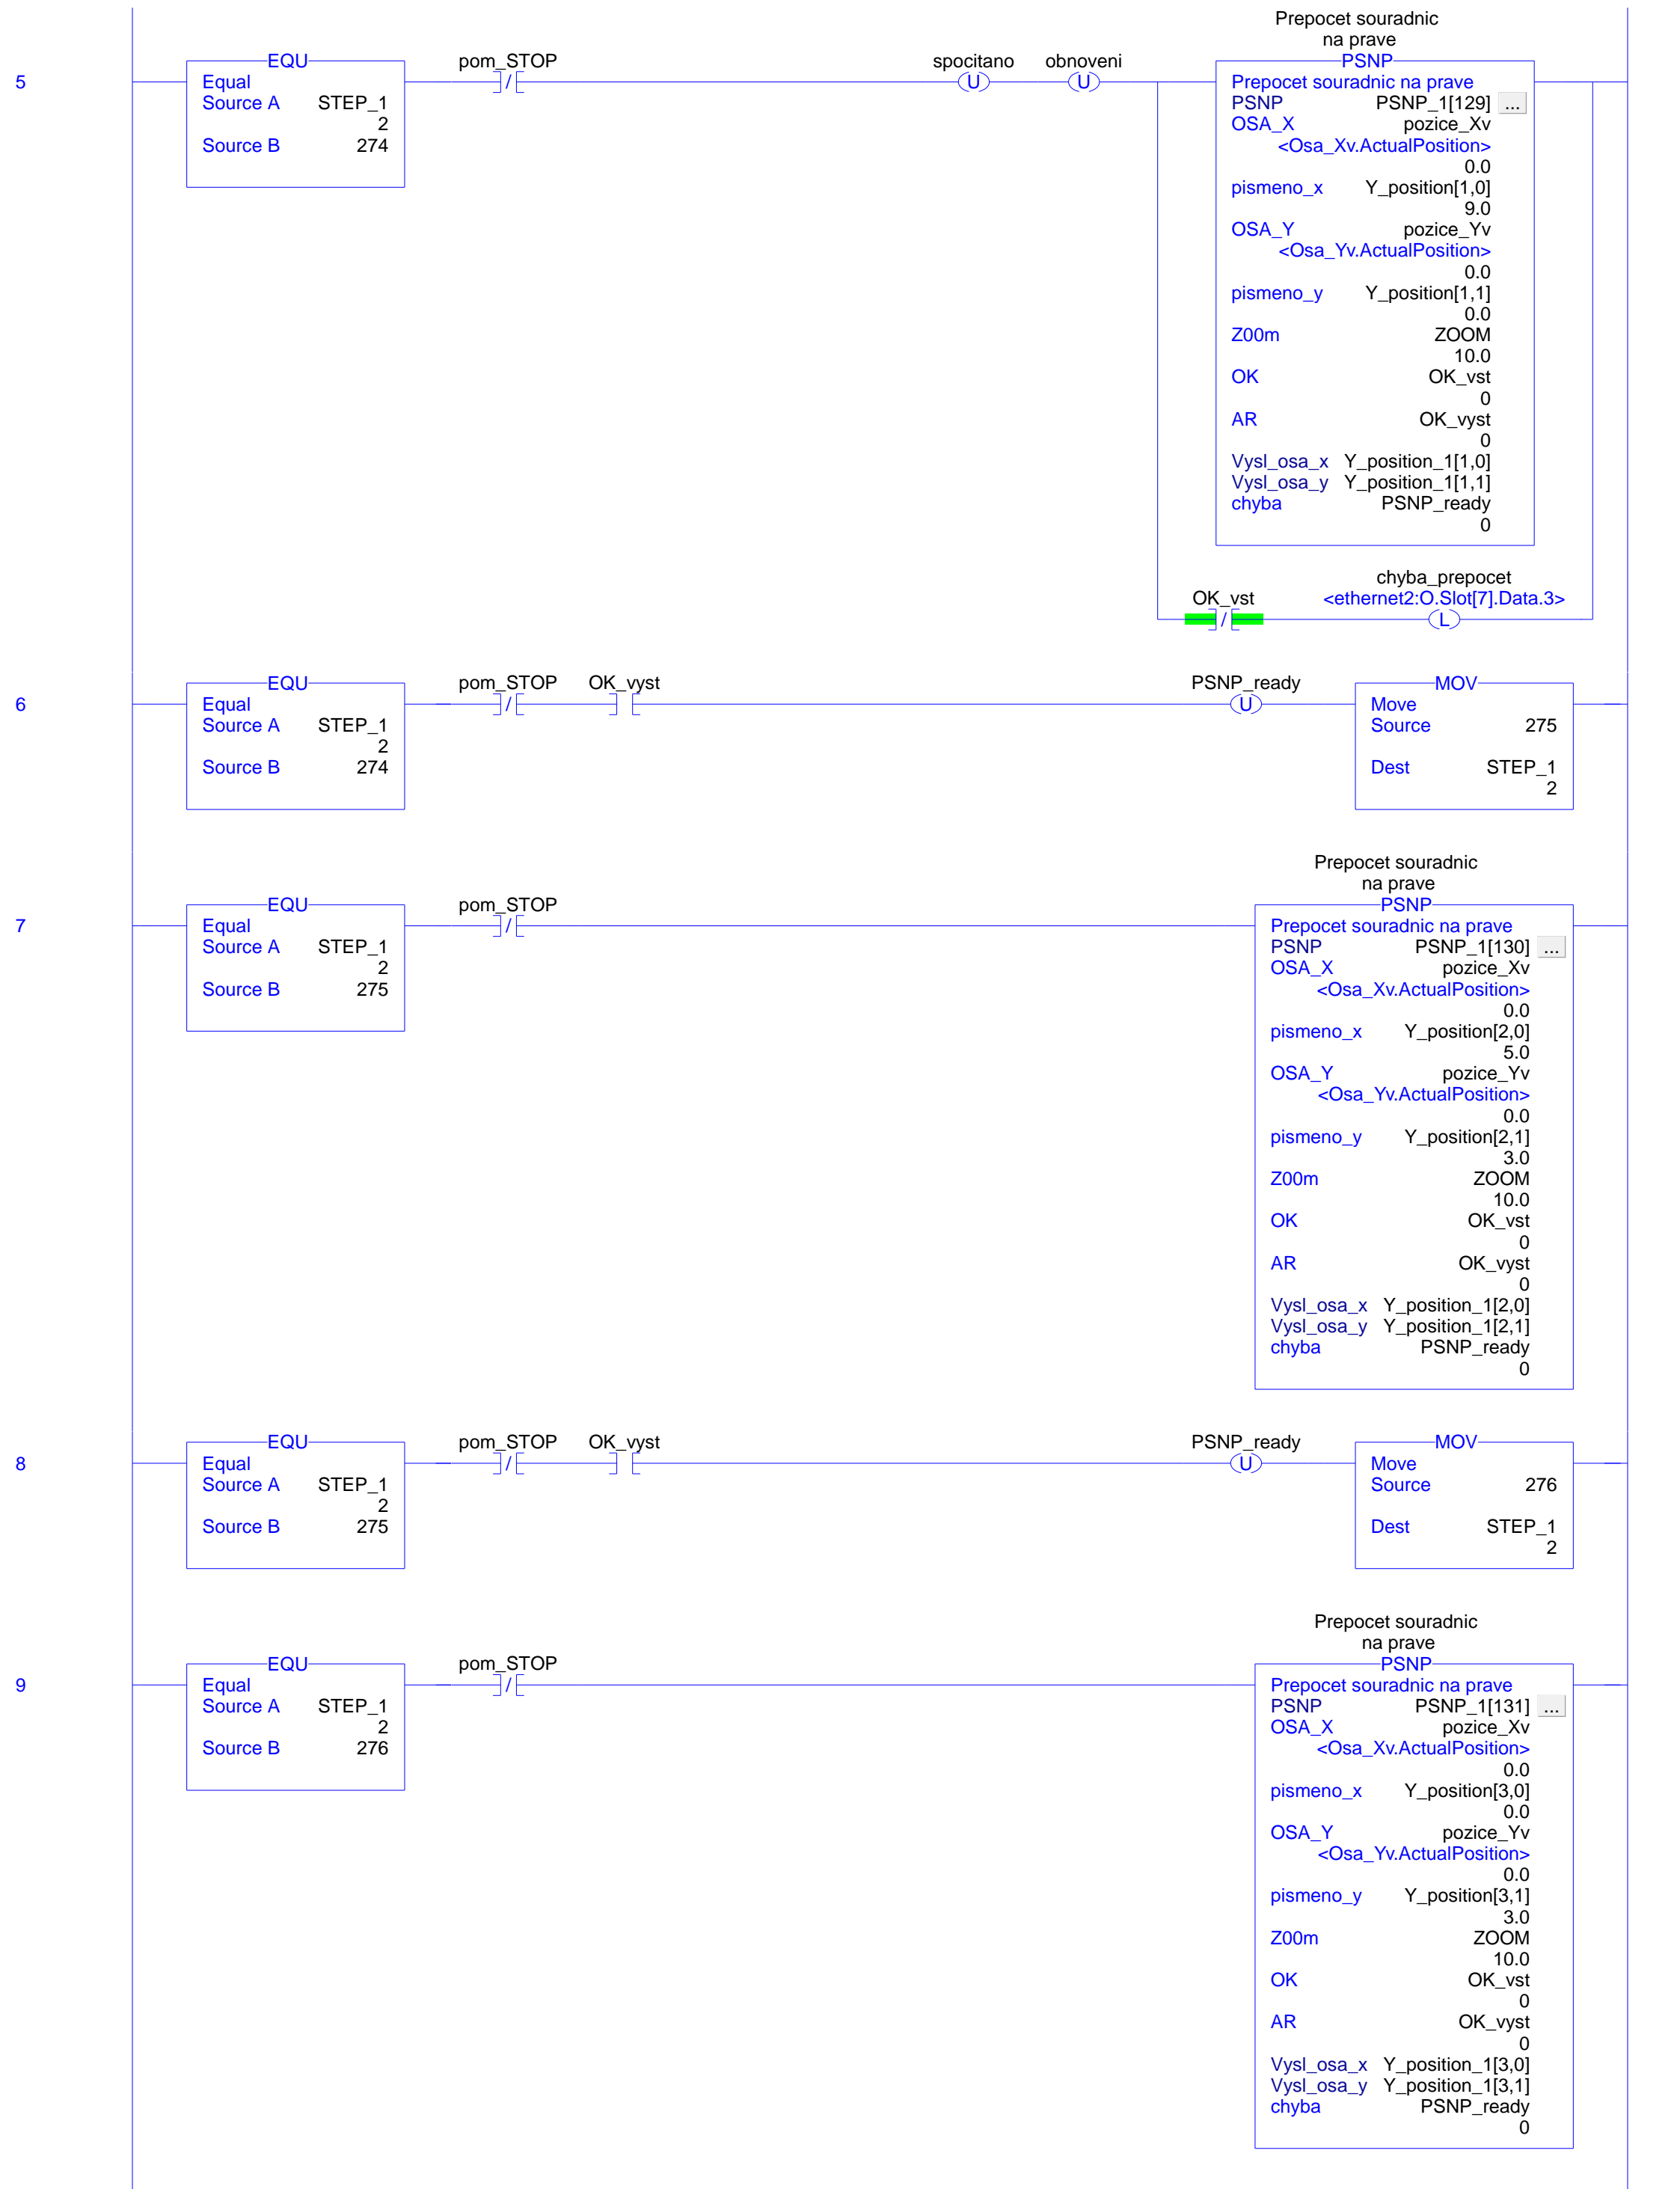 Prepocet souradnic
na prave
5
EQU
Equal
Source A STEP_1
2
Source B 274
pom_STOP
/
spocitano
U
obnoveni
U
PSNP
Prepocet souradnic na prave
PSNP PSNP_1[129] ...
OSA_X pozice_Xv
<Osa_Xv.ActualPosition>
0.0
pismeno_x Y_position[1,0]
9.0
OSA_Y pozice_Yv
<Osa_Yv.ActualPosition>
0.0
pismeno_y Y_position[1,1]
0.0
Z00m ZOOM
10.0
OK OK_vst
0
AR OK_vyst
0
Vysl_osa_x Y_position_1[1,0]
Vysl_osa_y Y_position_1[1,1]
chyba PSNP_ready
0
OK_vst
/
chyba_prepocet
<ethernet2:O.Slot[7].Data.3>
L
6
EQU
Equal
Source A STEP_1
2
Source B 274
pom_STOP
/
OK_vyst
PSNP_ready
U
MOV
Move
Source 275
Dest STEP_1
2
Prepocet souradnic
na prave
7
EQU
Equal
Source A STEP_1
2
Source B 275
pom_STOP
/
PSNP
Prepocet souradnic na prave
PSNP PSNP_1[130] ...
OSA_X pozice_Xv
<Osa_Xv.ActualPosition>
0.0
pismeno_x Y_position[2,0]
5.0
OSA_Y pozice_Yv
<Osa_Yv.ActualPosition>
0.0
pismeno_y Y_position[2,1]
3.0
Z00m ZOOM
10.0
OK OK_vst
0
AR OK_vyst
0
Vysl_osa_x Y_position_1[2,0]
Vysl_osa_y Y_position_1[2,1]
chyba PSNP_ready
0
8
EQU
Equal
Source A STEP_1
2
Source B 275
pom_STOP
/
OK_vyst
PSNP_ready
U
MOV
Move
Source 276
Dest STEP_1
2
Prepocet souradnic
na prave
9
EQU
Equal
Source A STEP_1
2
Source B 276
pom_STOP
/
PSNP
Prepocet souradnic na prave
PSNP PSNP_1[131] ...
OSA_X pozice_Xv
<Osa_Xv.ActualPosition>
0.0
pismeno_x Y_position[3,0]
0.0
OSA_Y pozice_Yv
<Osa_Yv.ActualPosition>
0.0
pismeno_y Y_position[3,1]
3.0
Z00m ZOOM
10.0
OK OK_vst
0
AR OK_vyst
0
Vysl_osa_x Y_position_1[3,0]
Vysl_osa_y Y_position_1[3,1]
chyba PSNP_ready
0